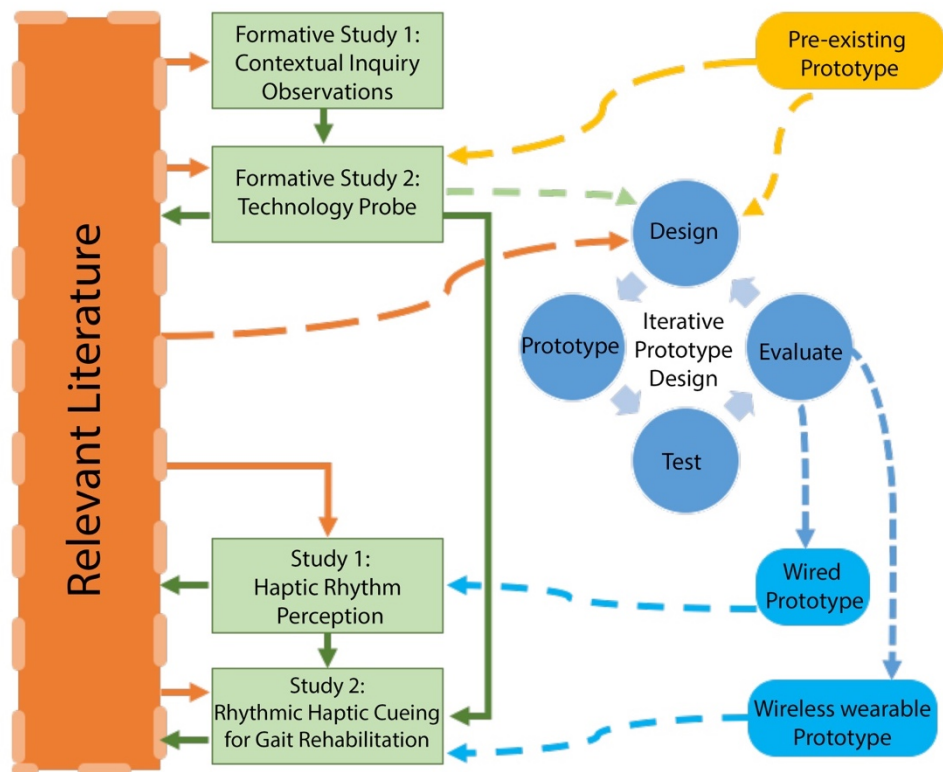 Relevant Literature
Formative Study 1:
Contextual Inquiry
Observations
Pre-existing
Prototype
Formative Study 2:
Technology Probe
Design
Prototype
Iterative
Prototype
Design
Evaluate
Test
Study 1:
Haptic Rhythm
Perception
Wired
Prototype
Study 2:
Rhythmic Haptic Cueing
for Gait Rehabilitation
Wireless wearable
Prototype